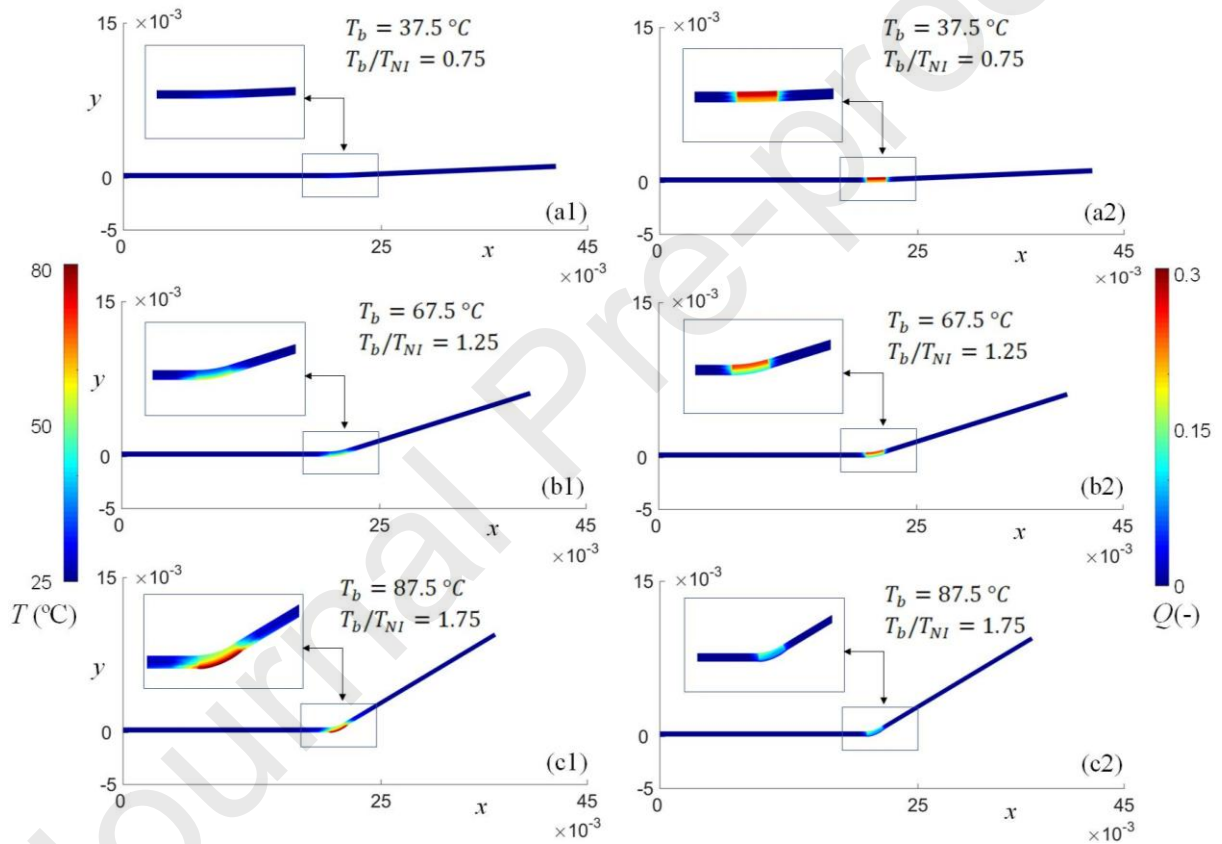 15 ×10⁻³
T_b = 37.5 °C
T_b/T_NI = 0.75
y
0
-5
0
25
45
x
×10⁻³
(a1)
15 ×10⁻³
T_b = 37.5 °C
T_b/T_NI = 0.75
0
-5
0
25
45
x
×10⁻³
(a2)
80
50
25
T (°C)
15 ×10⁻³
T_b = 67.5 °C
T_b/T_NI = 1.25
y
0
-5
0
25
45
x
×10⁻³
(b1)
15 ×10⁻³
T_b = 67.5 °C
T_b/T_NI = 1.25
0
-5
0
25
45
x
×10⁻³
(b2)
0.3
0.15
0
Q(-)
15 ×10⁻³
T_b = 87.5 °C
T_b/T_NI = 1.75
y
0
-5
0
25
45
x
×10⁻³
(c1)
15 ×10⁻³
T_b = 87.5 °C
T_b/T_NI = 1.75
0
-5
0
25
45
x
×10⁻³
(c2)
Journal Pre-proo